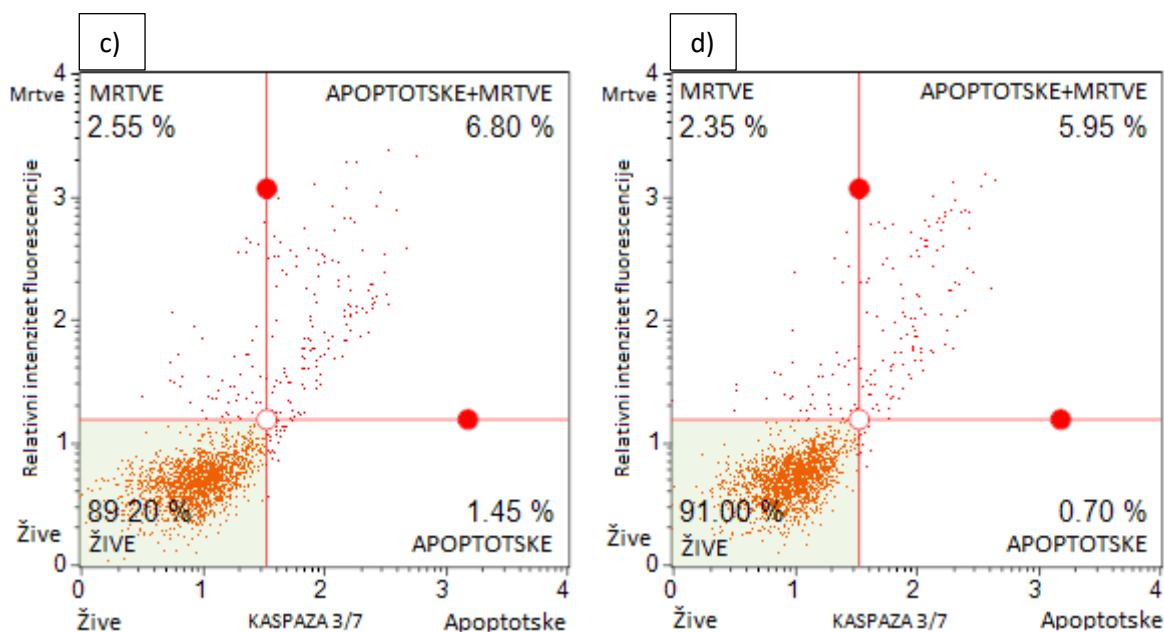 c)
4
Mrtve
MRTVE
2.55 %
APOPTOTSKE+MRTVE
6.80 %
Relativni intenzitet fluorescencije
3
2
1
0
Žive
89.20 %
ŽIVE
1.45 %
APOPTOTSKE
0 1 2 3 4
Žive KASPAZA 3/7 Apoptotske
d)
4
Mrtve
MRTVE
2.35 %
APOPTOTSKE+MRTVE
5.95 %
Relativni intenzitet fluorescencije
3
2
1
0
Žive
91.00 %
ŽIVE
0.70 %
APOPTOTSKE
0 1 2 3 4
Žive KASPAZA 3/7 Apoptotske